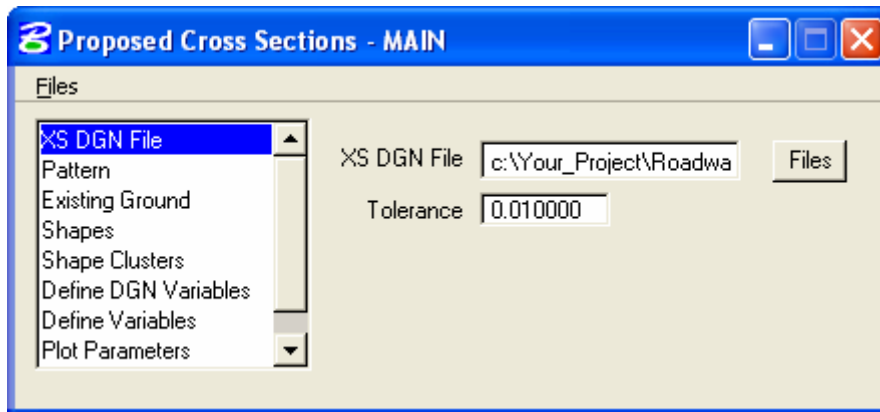 Proposed Cross Sections - MAIN
Files
XS DGN File
Pattern
Existing Ground
Shapes
Shape Clusters
Define DGN Variables
Define Variables
Plot Parameters
XS DGN File c:\Your_Project\Roadwa Files
Tolerance 0.010000